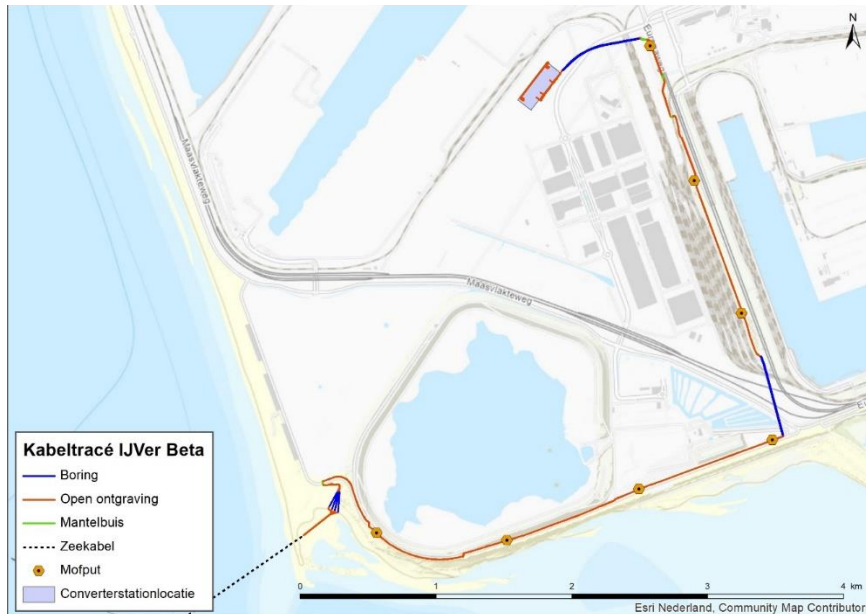 N
Maasvlakteweg
Maasvlakteweg
Kabeltracé IJVer Beta
Boring
Open ontgraving
Mantelbuis
Zeekabel
Mofput
Converterstationlocatie
0 1 2 3 4 km
Esri Nederland, Community Map Contributor